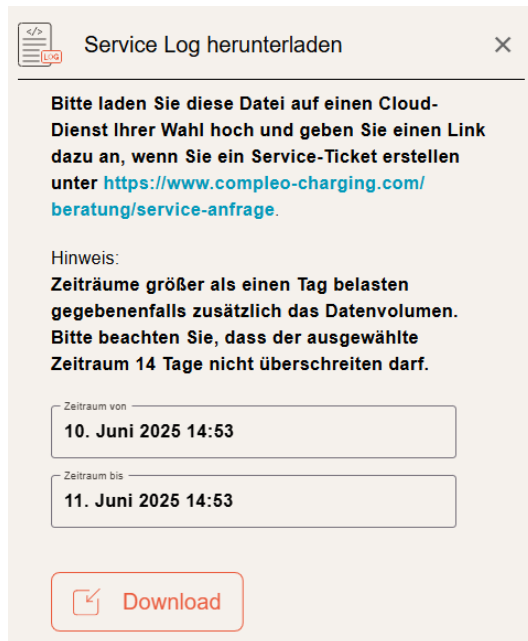 </>
LOG
Service Log herunterladen
Bitte laden Sie diese Datei auf einen Cloud-
Dienst Ihrer Wahl hoch und geben Sie einen Link
dazu an, wenn Sie ein Service-Ticket erstellen
unter https://www.compleo-charging.com/
beratung/service-anfrage.
Hinweis:
Zeiträume größer als einen Tag belasten
gegebenenfalls zusätzlich das Datenvolumen.
Bitte beachten Sie, dass der ausgewählte
Zeitraum 14 Tage nicht überschreiten darf.
Zeitraum von
10. Juni 2025 14:53
Zeitraum bis
11. Juni 2025 14:53
Download